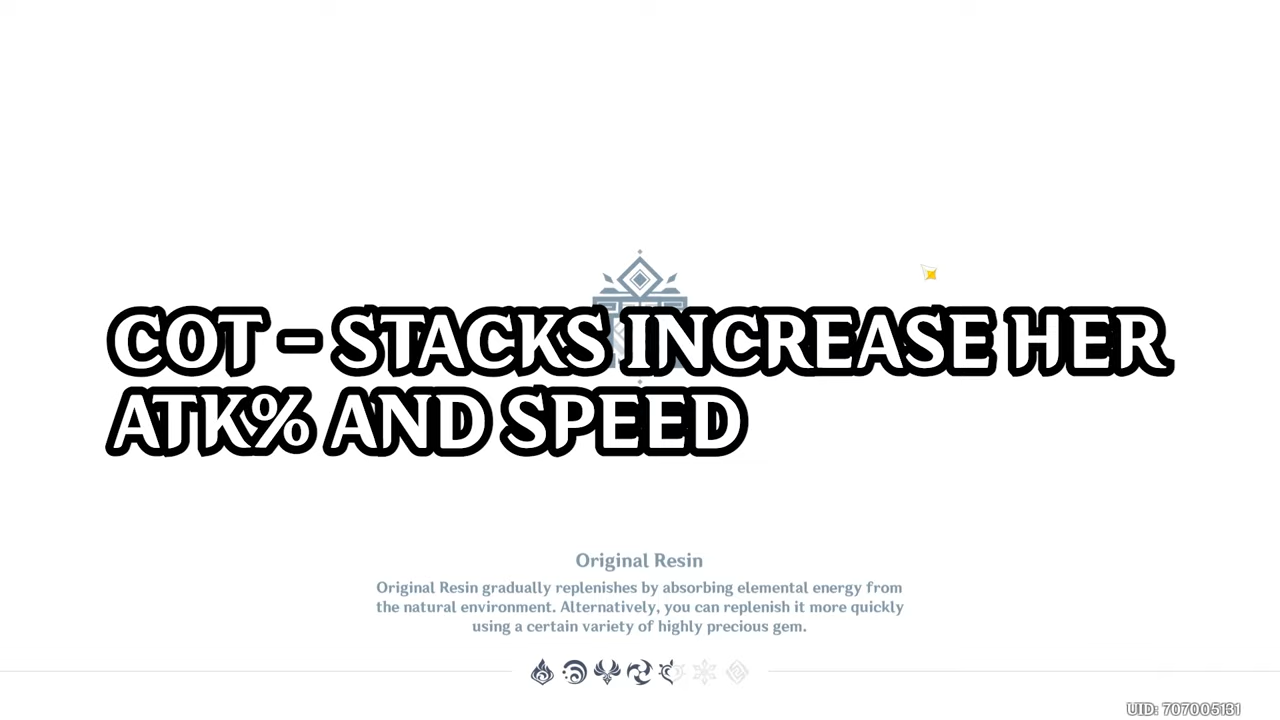 COT - STACKS INCREASE HER
ATK% AND SPEED
Original Resin
Original Resin gradually replenishes by absorbing elemental energy from
the natural environment. Alternatively, you can replenish it more quickly
using a certain variety of highly precious gem.
UID: 707005131